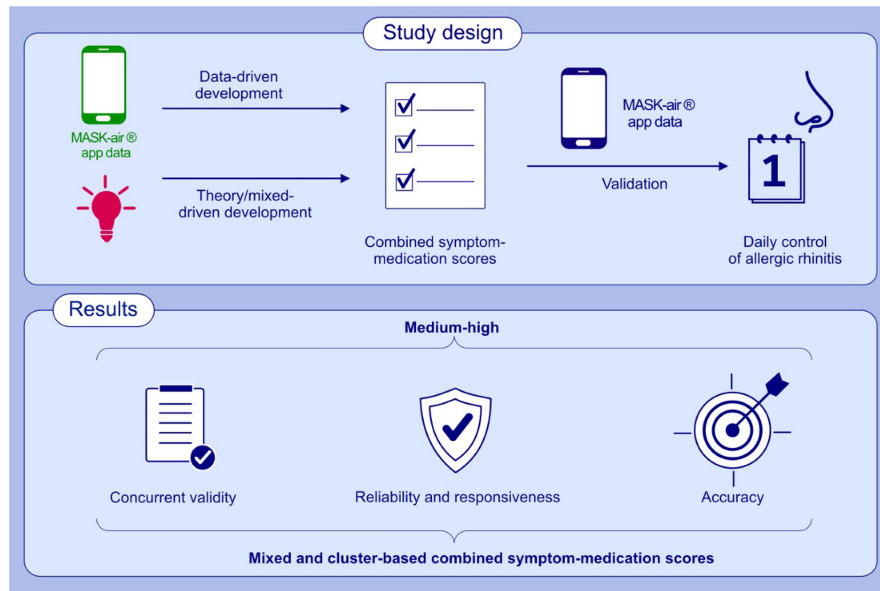 Study design
MASK-air ®
app data
Data-driven
development
Theory/mixed-
driven development
Combined symptom-
medication scores
MASK-air ®
app data
Validation
1
Daily control
of allergic rhinitis
Results
Medium-high
Concurrent validity
Reliability and responsiveness
Accuracy
Mixed and cluster-based combined symptom-medication scores